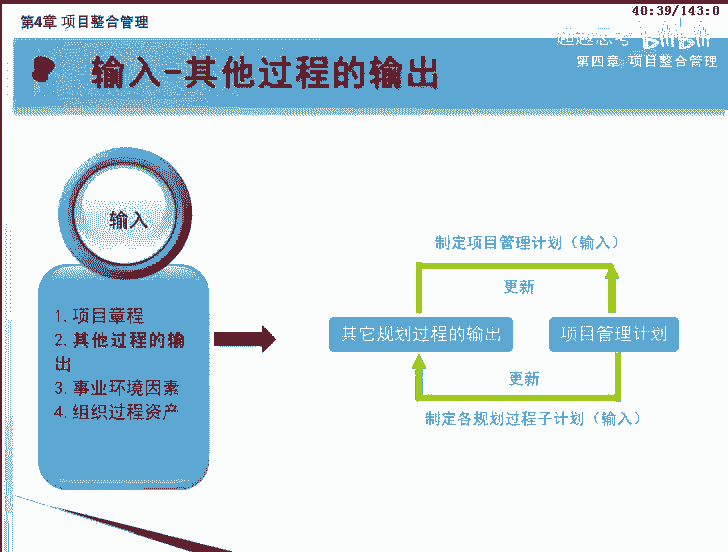 第4章 项目整合管理
40:39/143:0
bilibili
第四章 项目整合管理
输入-其他过程的输出
输入
1. 项目章程
2. 其他过程的输
出
3. 事业环境因素
4. 组织过程资产
制定项目管理计划（输入）
更新
其它规划过程的输出
项目管理计划
更新
制定各规划过程子计划（输入）